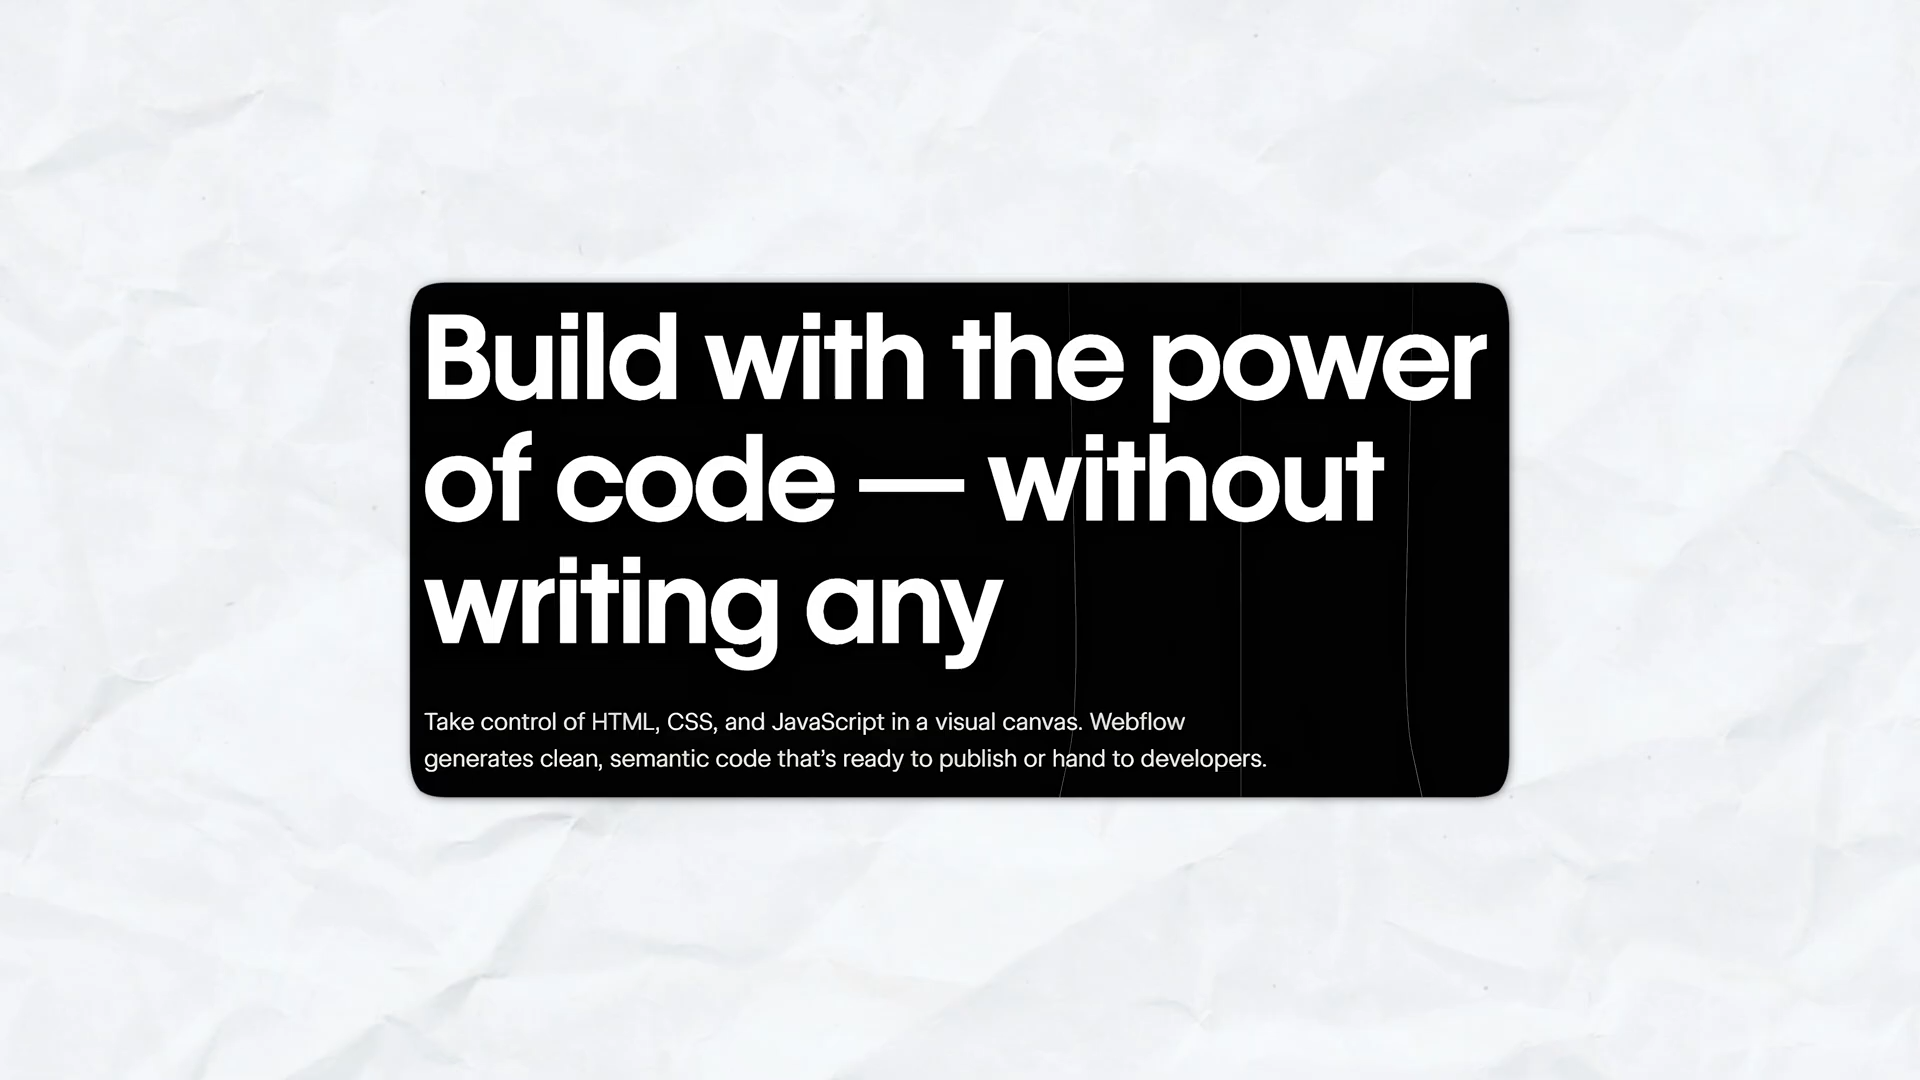 Build with the power
of code — without
writing any
Take control of HTML, CSS, and JavaScript in a visual canvas. Webflow
generates clean, semantic code that’s ready to publish or hand to developers.